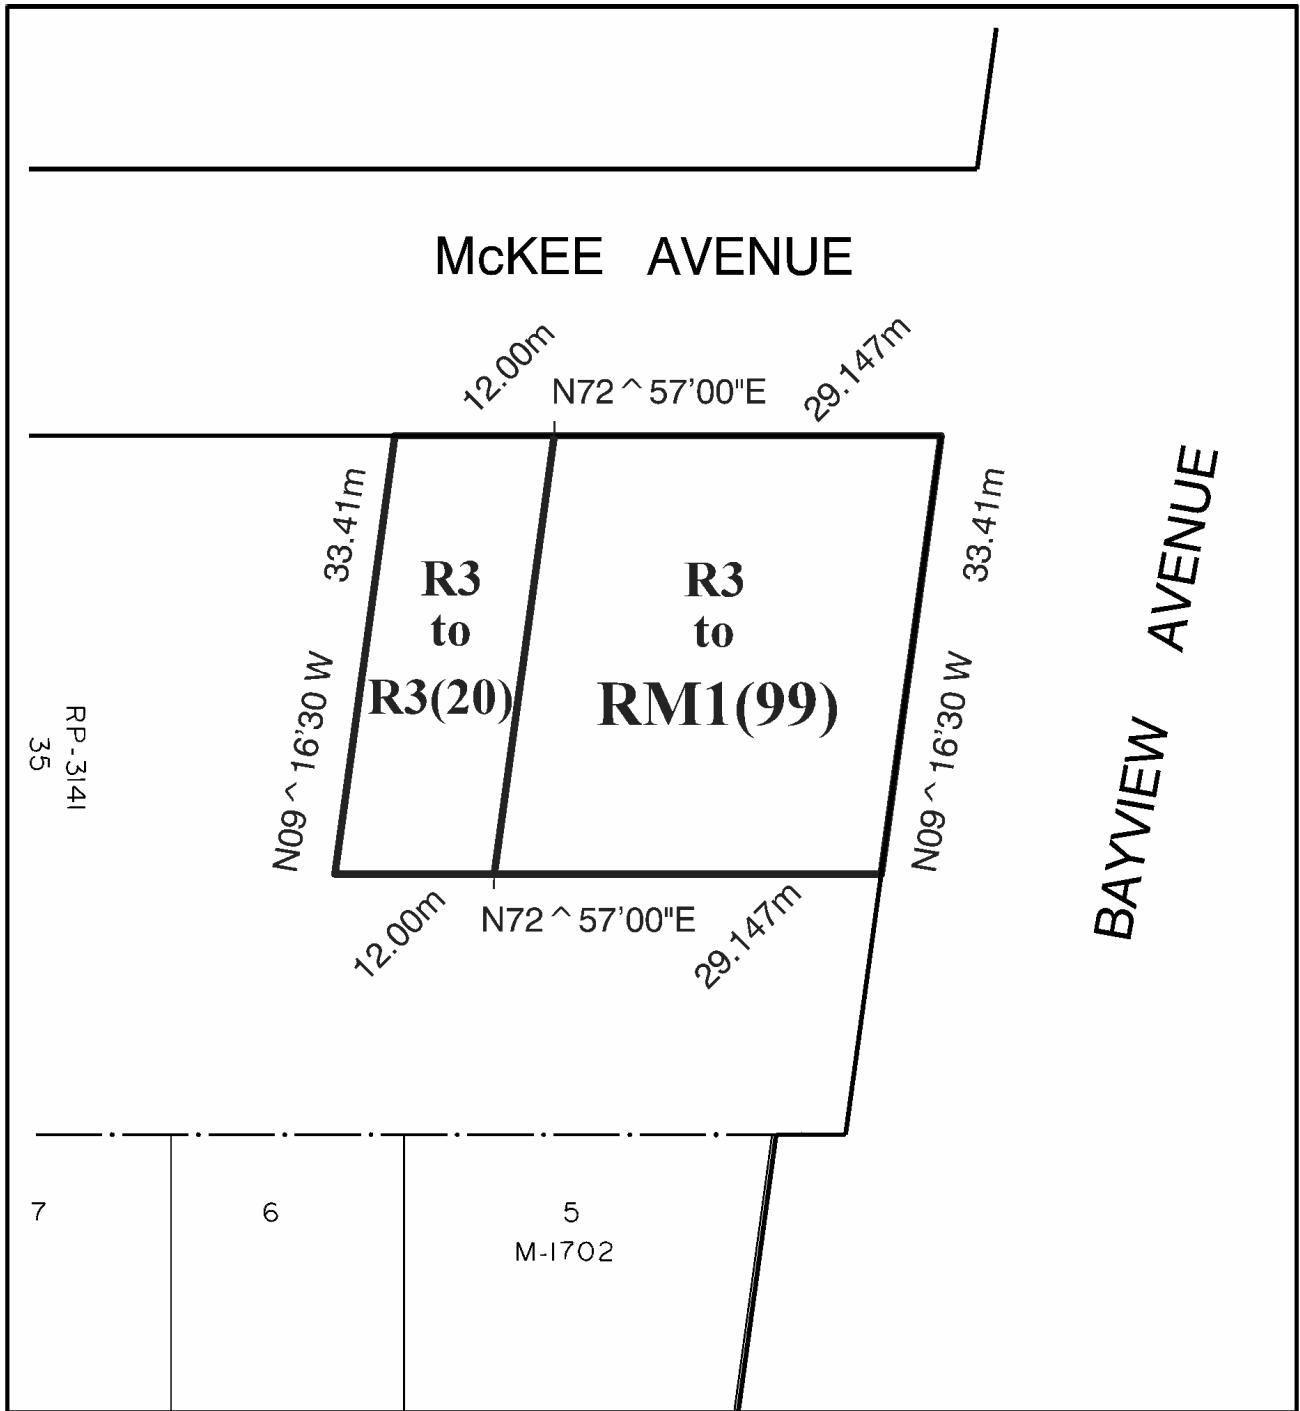 McKEE AVENUE
12.00m
N72^57'00"E
29.147m
33.41m
N09^16'30 W
R3
to
R3(20)
R3
to
RM1(99)
33.41m
N09^16'30 W
BAYVIEW AVENUE
RP-3141
35
12.00m
N72^57'00"E
29.147m
7
6
5
M-1702